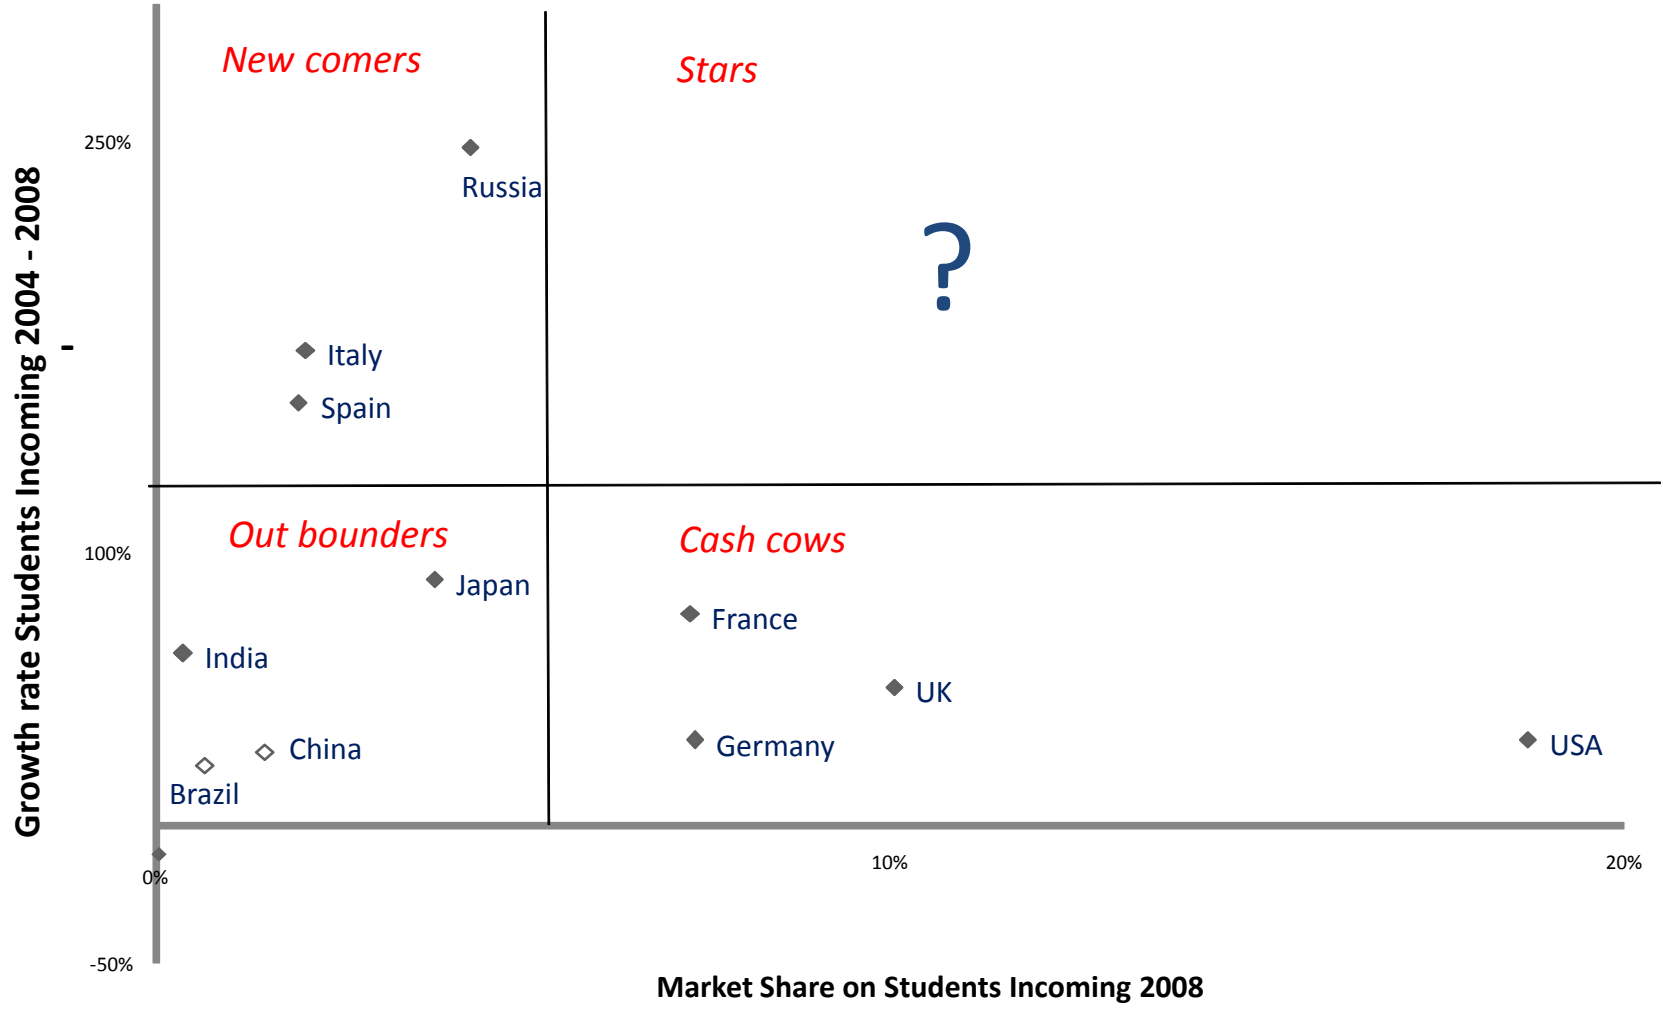 New comers
Stars
250%
Russia
?
Growth rate Students Incoming 2004 - 2008
-
Italy
Spain
Out bounders
Cash cows
100%
Japan
France
India
UK
China
Germany
USA
Brazil
0%
10%
20%
-50%
Market Share on Students Incoming 2008